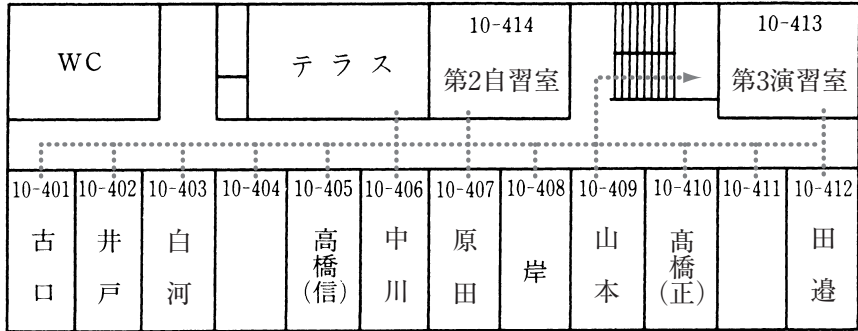 WC
テラス
10-414
第2自習室
10-413
第3演習室
10-401
古口
10-402
井戸
10-403
白河
10-404
10-405
高橋(信)
10-406
中川
10-407
原田
10-408
岸
10-409
山本
10-410
髙橋(正)
10-411
10-412
田邉